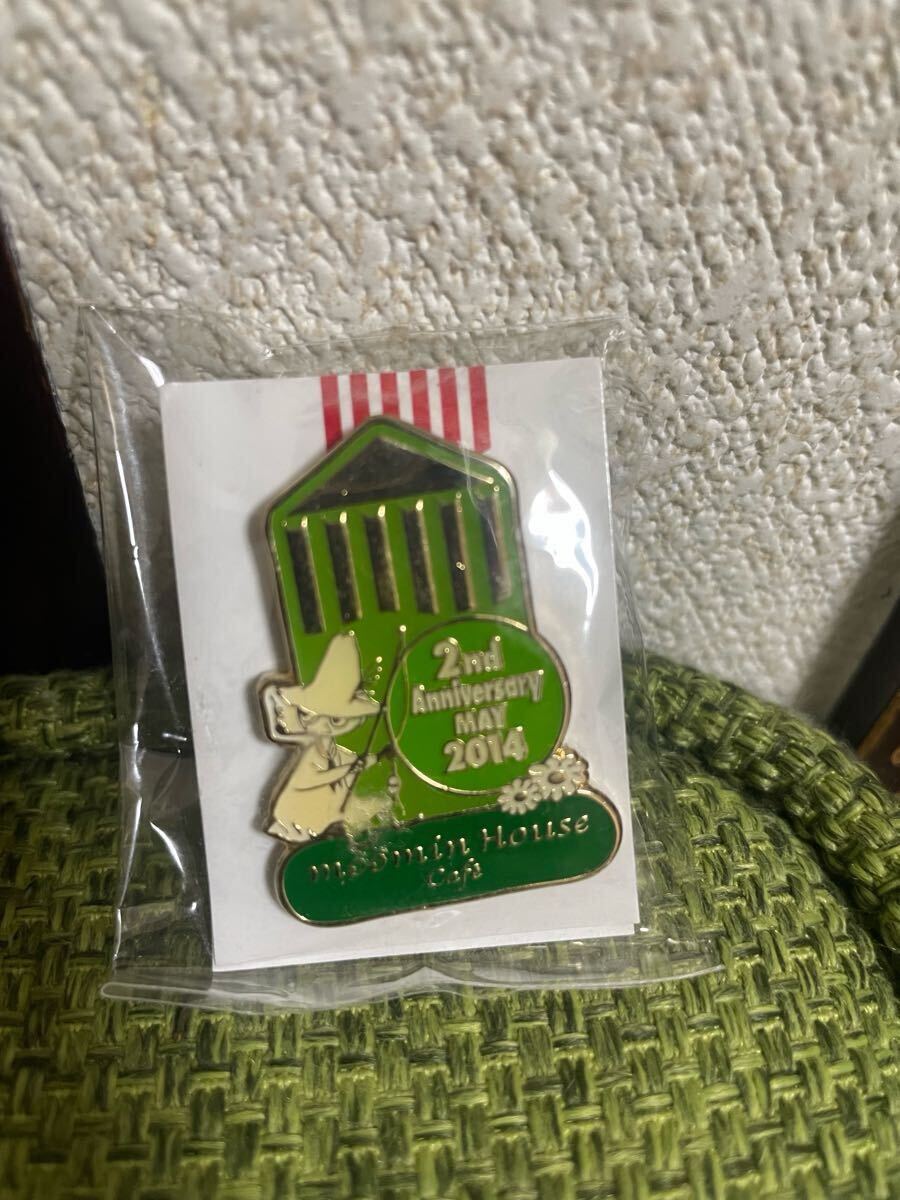 2nd
Anniversary
MAY
2014
moomin House
Cafe